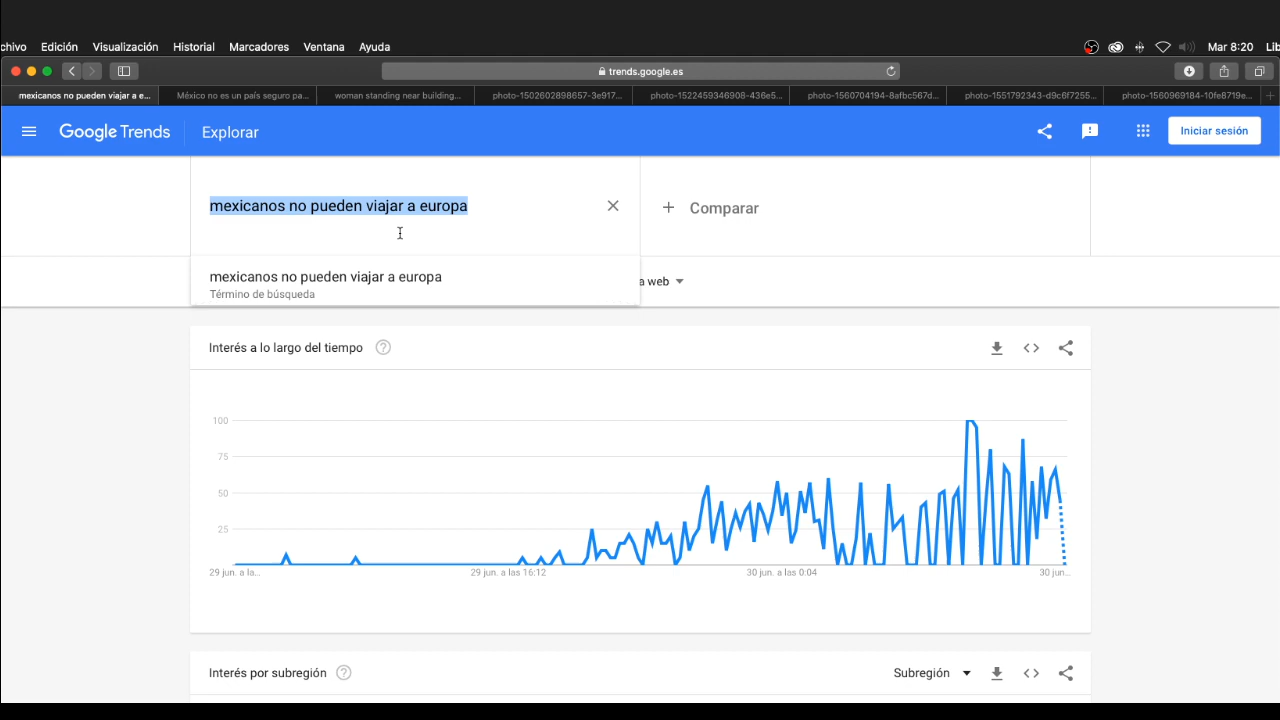 chivo Edición Visualización Historial Marcadores Ventana Ayuda Mar 8:20 Lib
trends.google.es
mexicanos no pueden viajar a e... México no es un país seguro pa... woman standing near building... photo-1502602898657-3e917... photo-1522459346908-436e5... photo-1560704194-8afbc567d... photo-1551792343-d9c6f7255... photo-1560969184-10fe8719e...
Google Trends Explorar Iniciar sesión
mexicanos no pueden viajar a europa
+ Comparar
mexicanos no pueden viajar a europa
Término de búsqueda
a web
Interés a lo largo del tiempo
100
75
50
25
29 jun. a la... 29 jun. a las 16:12 30 jun. a las 0:04 30 jun...
Interés por subregión Subregión